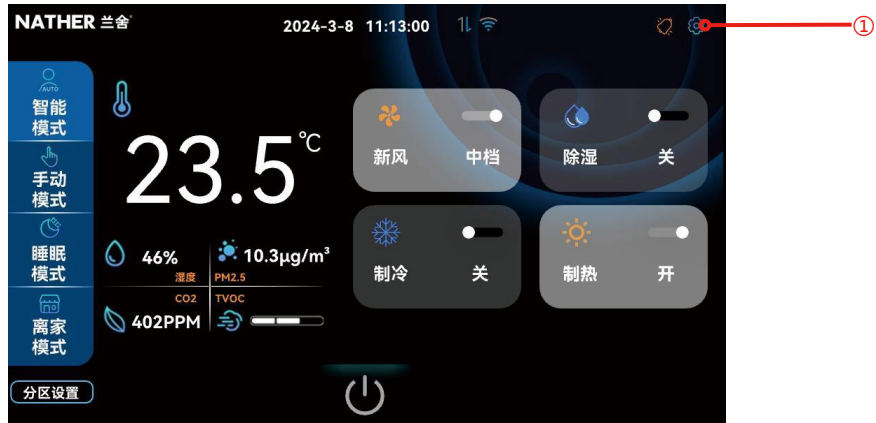 NATHER 兰舍
2024-3-8 11:13:00
①
AUTO
智能
模式
手动
模式
睡眠
模式
离家
模式
分区设置
23.5℃
46%
湿度
10.3μg/m³
PM2.5
CO2
402PPM
TVOC
新风 中档
除湿 关
制冷 关
制热 开